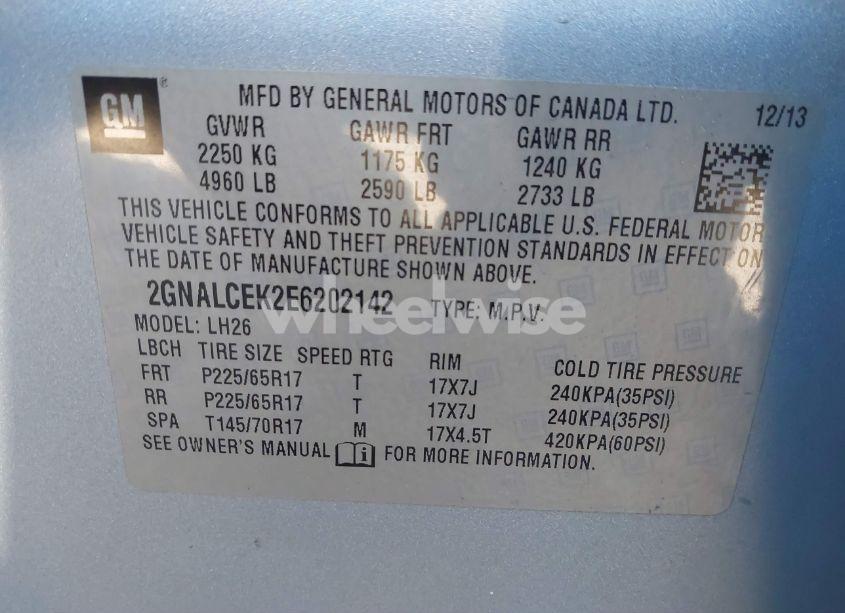 GM ®
MFD BY GENERAL MOTORS OF CANADA LTD. 12/13
GVWR GAWR FRT GAWR RR
2250 KG 1175 KG 1240 KG
4960 LB 2590 LB 2733 LB
THIS VEHICLE CONFORMS TO ALL APPLICABLE U.S. FEDERAL MOTOR
VEHICLE SAFETY AND THEFT PREVENTION STANDARDS IN EFFECT ON
THE DATE OF MANUFACTURE SHOWN ABOVE.
2GNALCEK2E6202142 TYPE: M.P.V.
wheelwise
MODEL: LH26
LBCH TIRE SIZE SPEED RTG RIM COLD TIRE PRESSURE
FRT P225/65R17 T 17X7J 240KPA(35PSI)
RR P225/65R17 T 17X7J 240KPA(35PSI)
SPA T145/70R17 M 17X4.5T 420KPA(60PSI)
SEE OWNER'S MANUAL i FOR MORE INFORMATION.